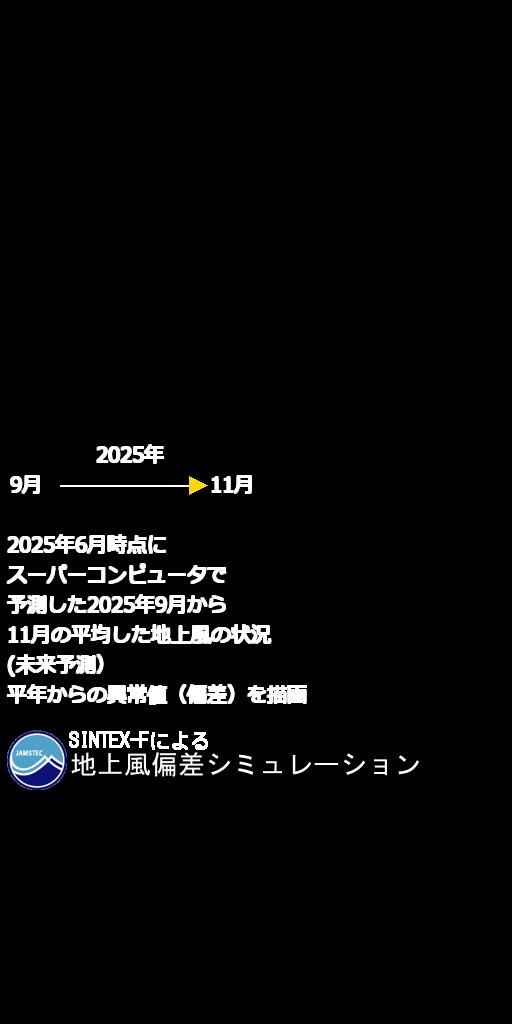 2025年
9月 11月
2025年6月時点に
スーパーコンピュータで
予測した2025年9月から
11月の平均した地上風の状況
(未来予測）
平年からの異常値（偏差）を描画
SINTEX-Fによる
JAMSTEC
地上風偏差シミュレーション